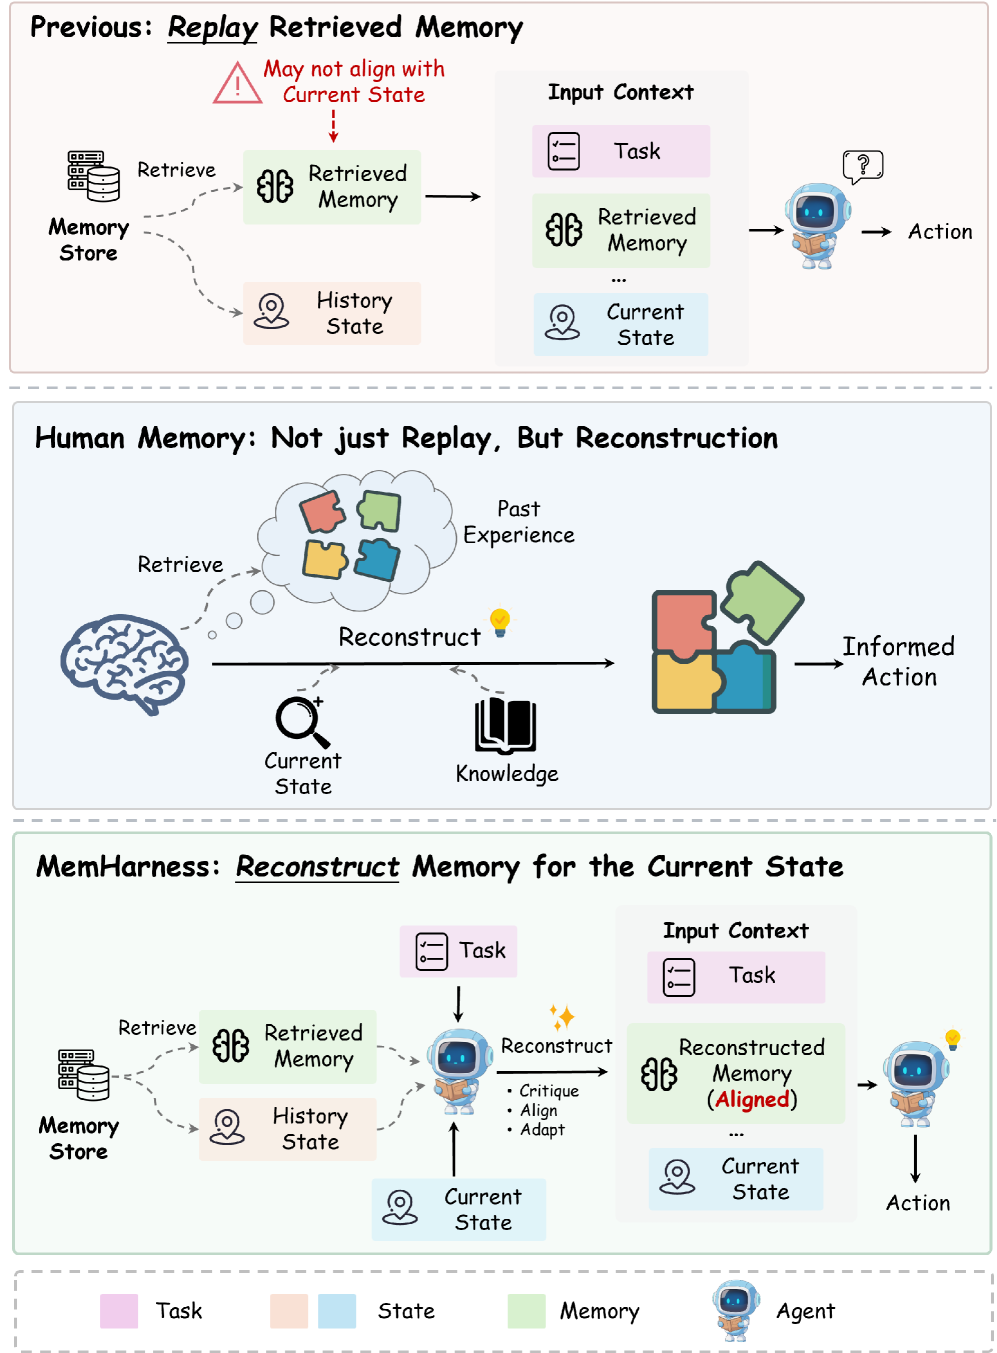 Previous: Replay Retrieved Memory
May not align with
Current State
Input Context
Task
Retrieve
Retrieved
Memory
Retrieved
Memory
...
Memory
Store
?
Action
History
State
Current
State
Human Memory: Not just Replay, But Reconstruction
Past
Experience
Retrieve
Reconstruct
Informed
Action
Current
State
Knowledge
MemHarness: Reconstruct Memory for the Current State
Input Context
Task
Task
Retrieve
Retrieved
Memory
Reconstruct
• Critique
• Align
• Adapt
Reconstructed
Memory
(Aligned)
...
Memory
Store
History
State
Current
State
Current
State
Action
Task
State
Memory
Agent